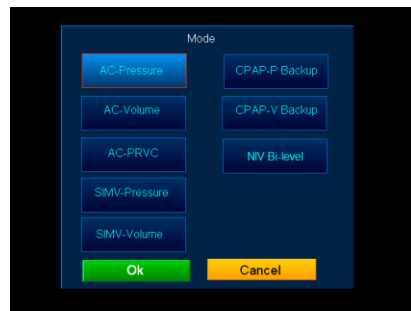 Mode
AC-Pressure
CPAP-P Backup
AC-Volume
CPAP-V Backup
AC-PRVC
NIV Bi-level
SIMV-Pressure
SIMV-Volume
Ok
Cancel